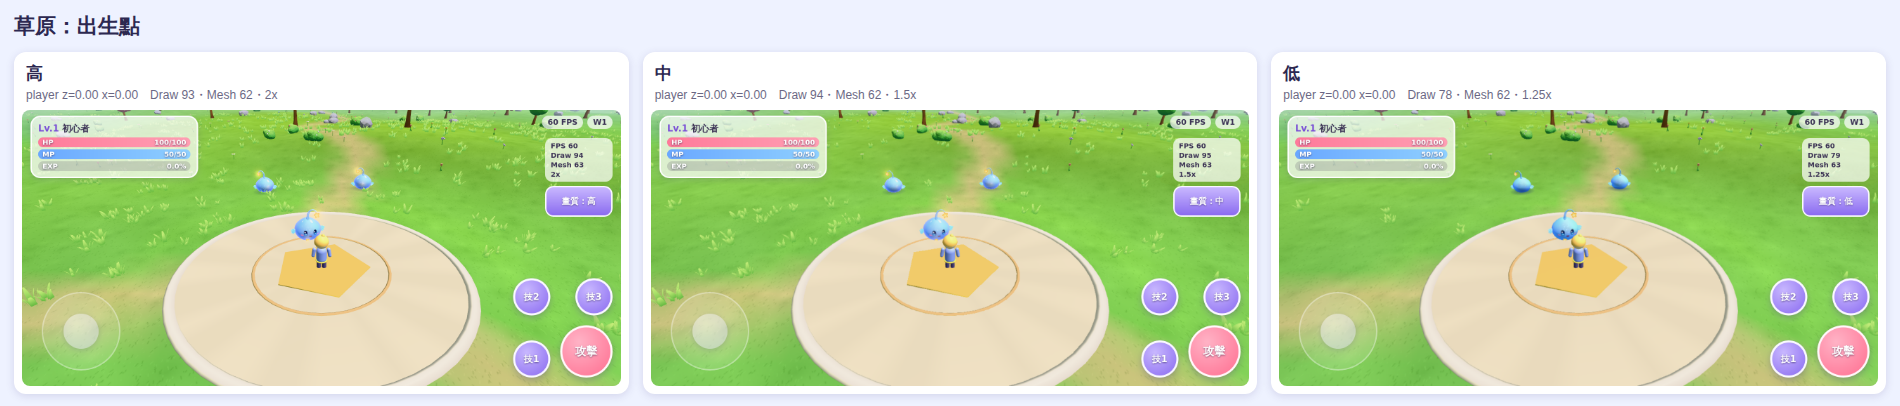 草原：出生點
高
player z=0.00 x=0.00 Draw 93・Mesh 62・2x
Lv.1 初心者
HP 100/100
MP 50/50
EXP 0.0%
60 FPS W1
FPS 60
Draw 94
Mesh 63
2x
畫質：高
技2
技3
技1
攻擊
中
player z=0.00 x=0.00 Draw 94・Mesh 62・1.5x
Lv.1 初心者
HP 100/100
MP 50/50
EXP 0.0%
60 FPS W1
FPS 60
Draw 95
Mesh 63
1.5x
畫質：中
技2
技3
技1
攻擊
低
player z=0.00 x=0.00 Draw 78・Mesh 62・1.25x
Lv.1 初心者
HP 100/100
MP 50/50
EXP 0.0%
60 FPS W1
FPS 60
Draw 79
Mesh 63
1.25x
畫質：低
技2
技3
技1
攻擊